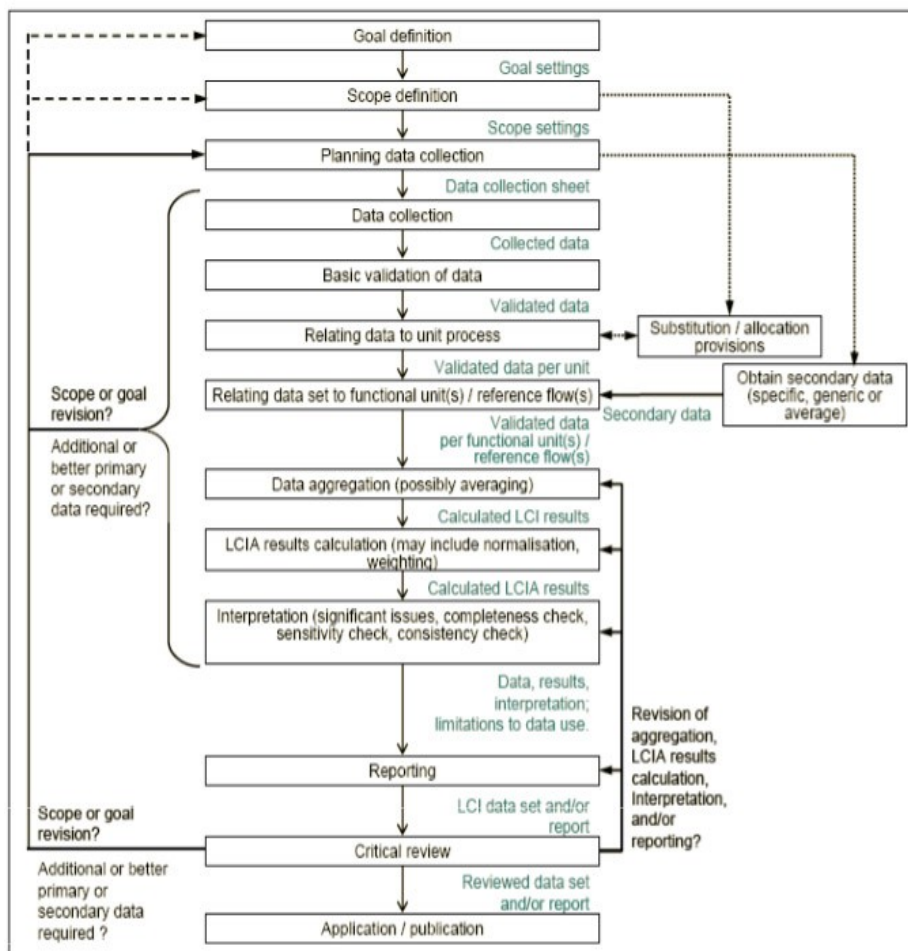 Goal definition
Goal settings
Scope definition
Scope settings
Planning data collection
Data collection sheet
Data collection
Collected data
Basic validation of data
Validated data
Relating data to unit process
Substitution / allocation
provisions
Validated data per unit
Relating data set to functional unit(s) / reference flow(s)
Obtain secondary data
(specific, generic or
average)
Secondary data
Validated data
per functional unit(s) /
reference flow(s)
Scope or goal
revision?
Additional or
better primary
or secondary
data required?
Data aggregation (possibly averaging)
Calculated LCI results
LCIA results calculation (may include normalisation,
weighting)
Calculated LCIA results
Interpretation (significant issues, completeness check,
sensitivity check, consistency check)
Data, results,
interpretation;
limitations to data use.
Revision of
aggregation,
LCIA results
calculation,
Interpretation,
and/or
reporting?
Reporting
LCI data set and/or
report
Scope or goal
revision?
Critical review
Additional or better
primary or
secondary data
required ?
Reviewed data set
and/or report
Application / publication